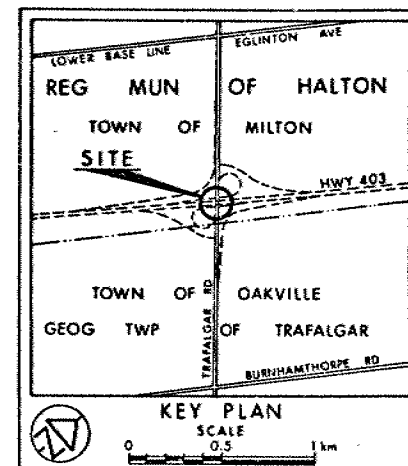 LOWER BASE LINE EGLINTON AVE
REG MUN OF HALTON
TOWN OF MILTON
SITE
HWY 403
TOWN OF OAKVILLE
GEOG TWP OF TRAFALGAR
TRAFALGAR RD
BURNHAMTHORPE RD
KEY PLAN
SCALE
0 0.5 1 km
N